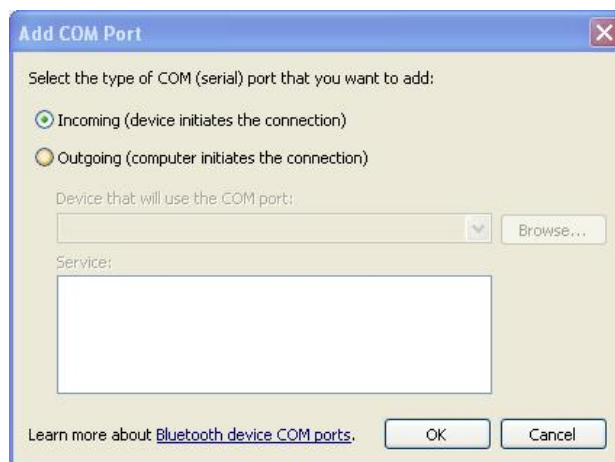 Add COM Port
Select the type of COM (serial) port that you want to add:
Incoming (device initiates the connection)
Outgoing (computer initiates the connection)
Device that will use the COM port:
Browse...
Service:
Learn more about Bluetooth device COM ports. OK Cancel